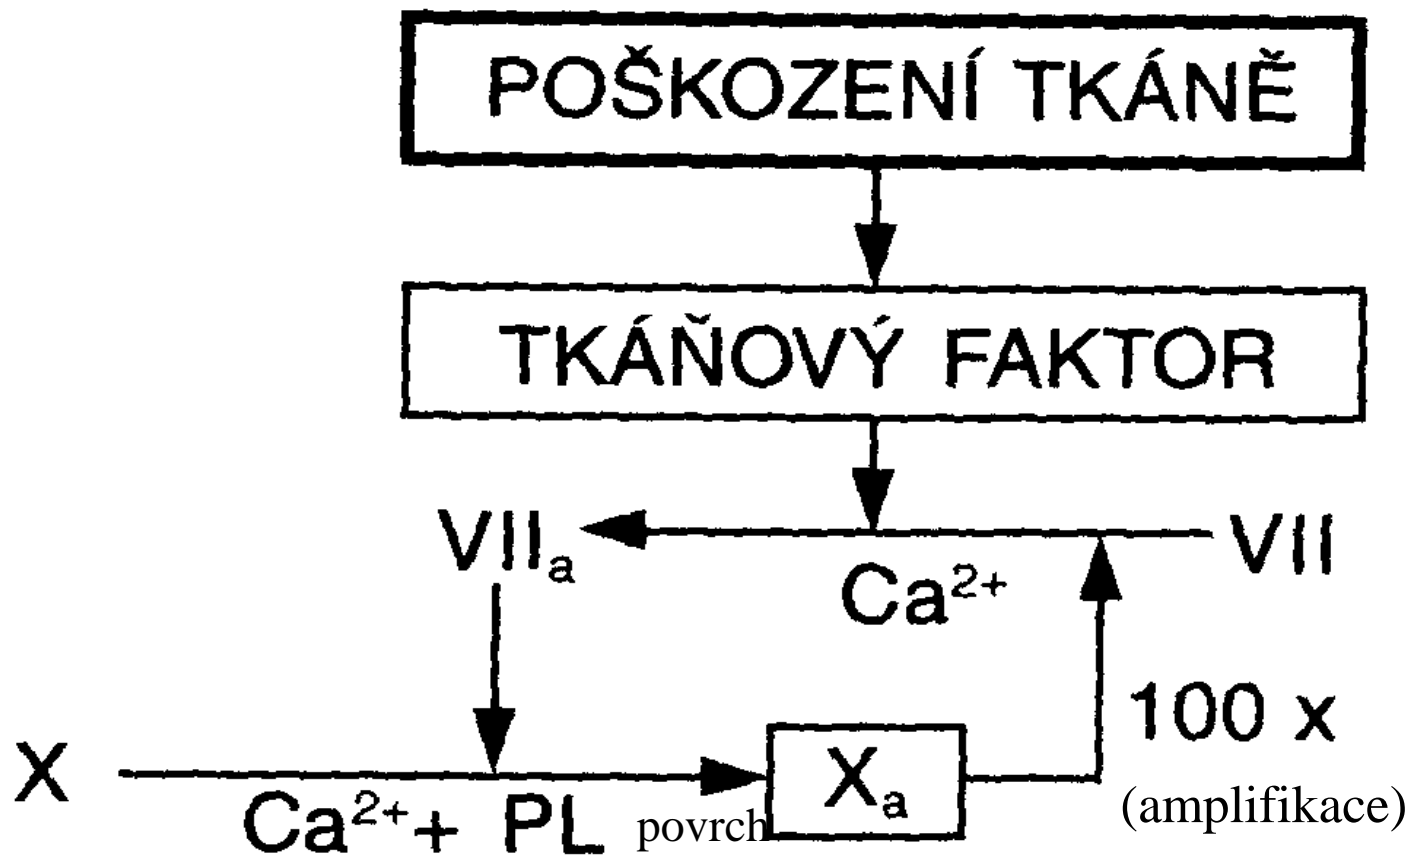 POŠKOZENÍ TKÁNĚ
TKÁŇOVÝ FAKTOR
VIIₐ
VII
Ca²⁺
100 x
X
Xₐ
(amplifikace)
Ca²⁺+ PL povrch